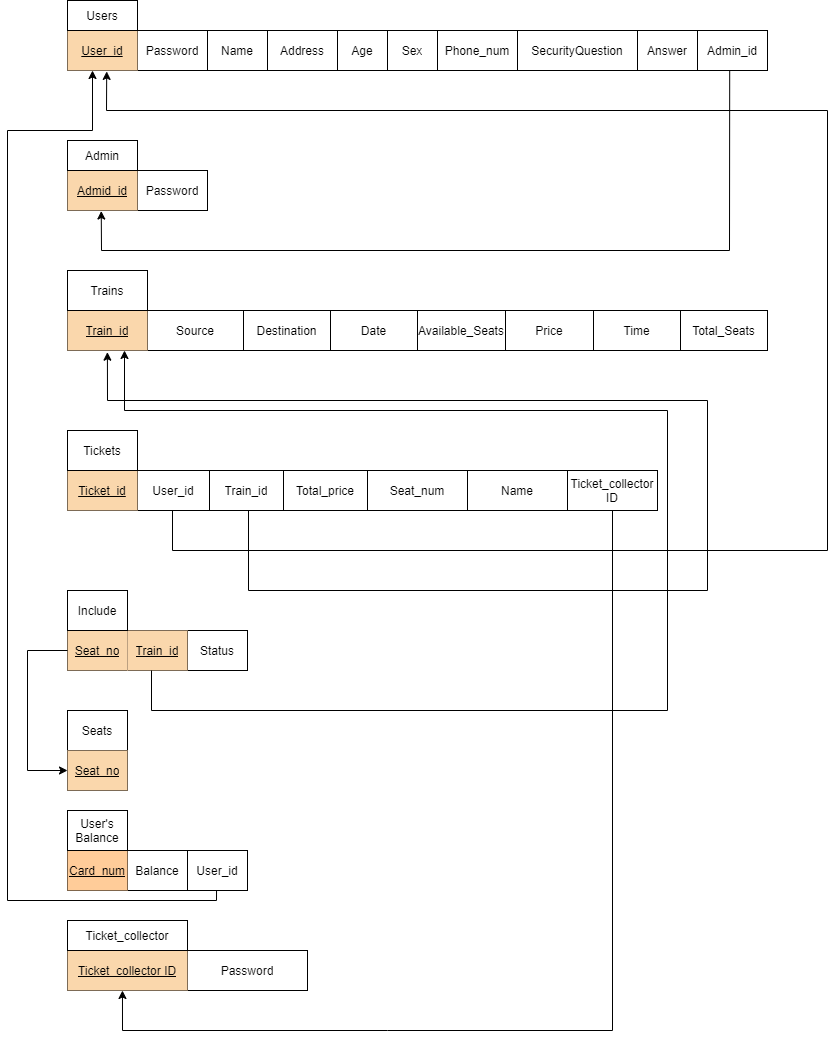 Users
User_id Password Name Address Age Sex Phone_num SecurityQuestion Answer Admin_id
Admin
Admid_id Password
Trains
Train_id Source Destination Date Available_Seats Price Time Total_Seats
Tickets
Ticket_id User_id Train_id Total_price Seat_num Name Ticket_collector
ID
Include
Seat_no Train_id Status
Seats
Seat_no
User's
Balance
Card_num Balance User_id
Ticket_collector
Ticket_collector ID Password